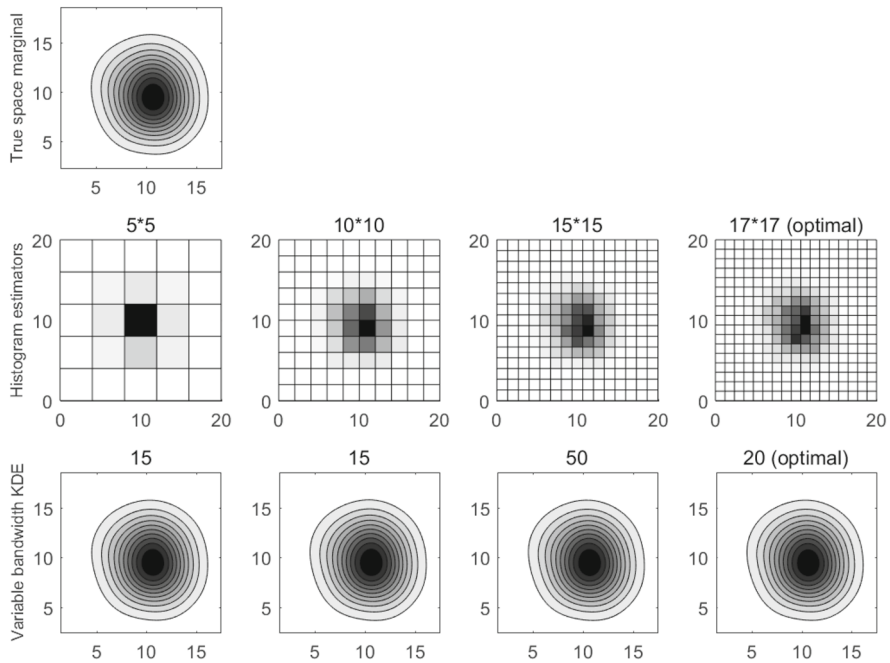 True space marginal
15
10
5
5 10 15
5*5 10*10 15*15 17*17 (optimal)
Histogram estimators
20 20 20 20
10 10 10 10
0 0 0 0
0 10 20 0 10 20 0 10 20 0 10 20
15 15 50 20 (optimal)
Variable bandwidth KDE
15 15 15 15
10 10 10 10
5 5 5 5
5 10 15 5 10 15 5 10 15 5 10 15